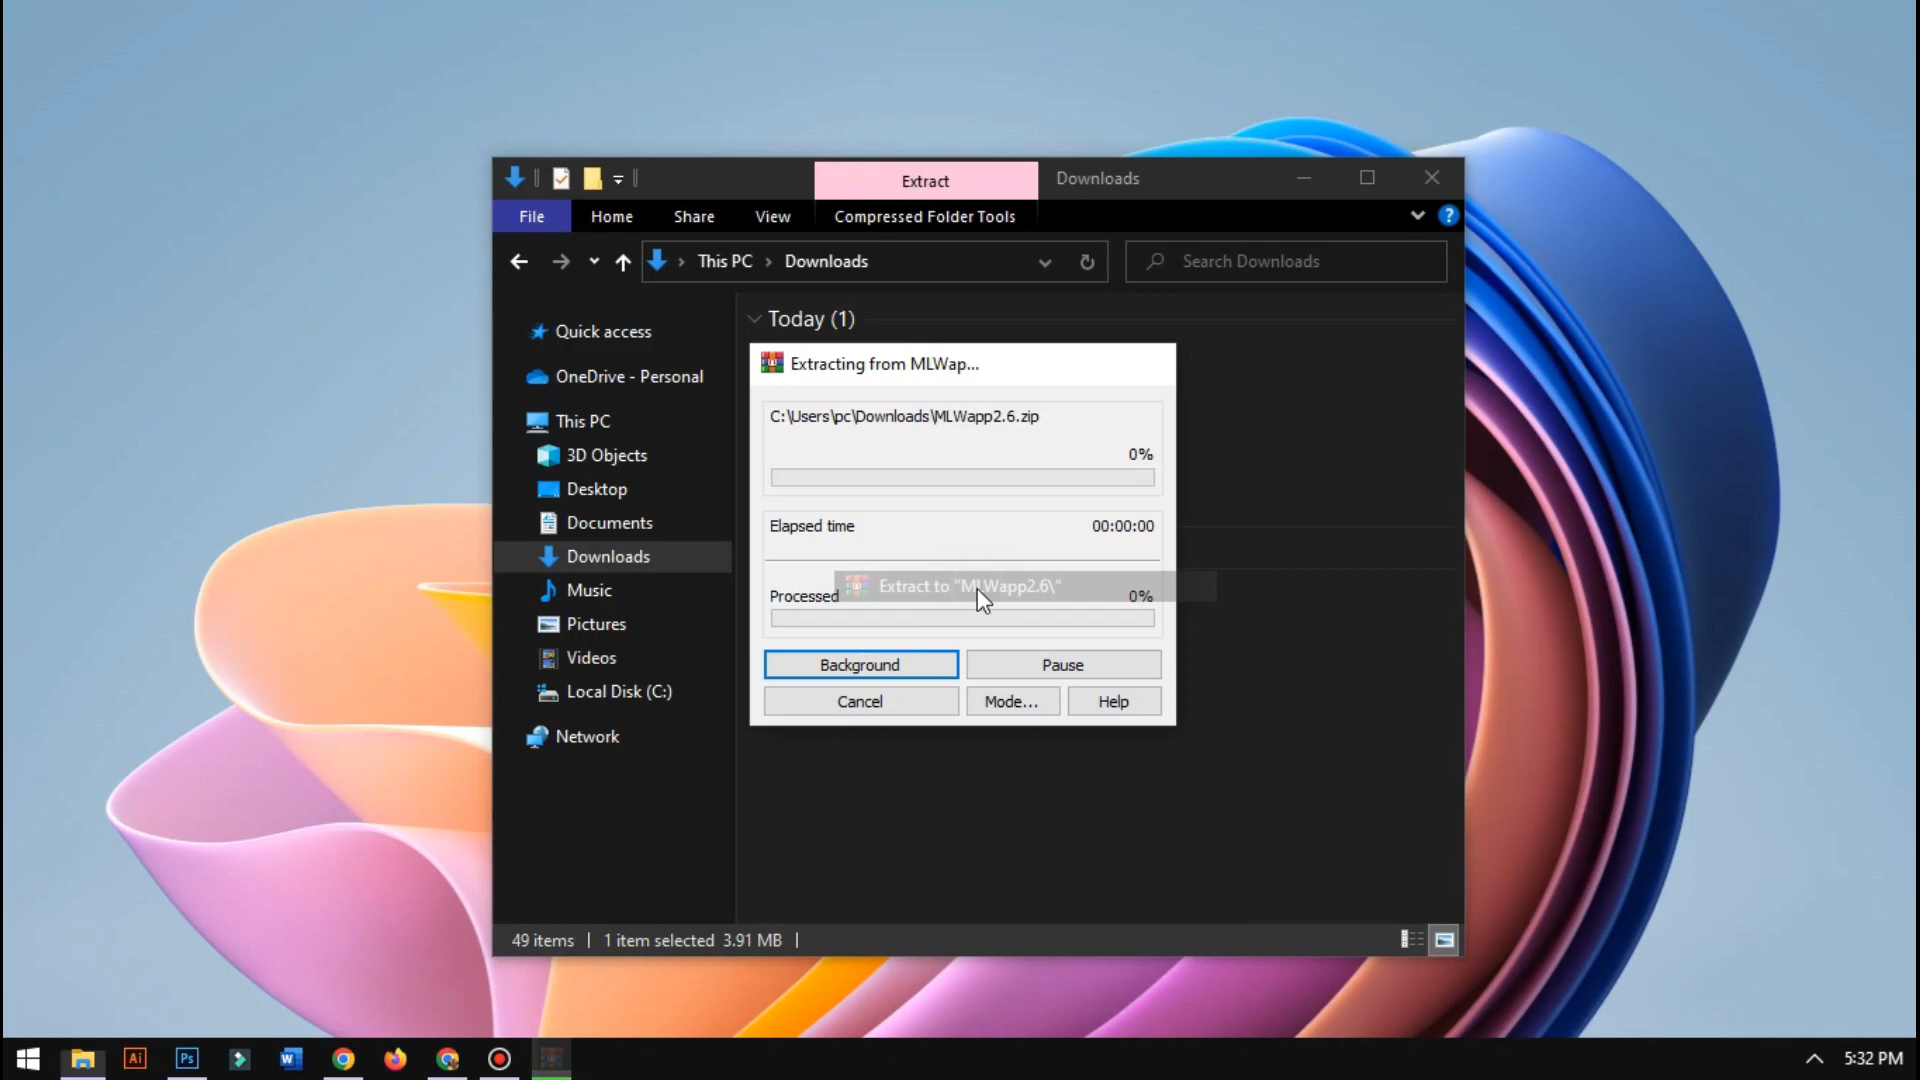 Extract
Downloads
File
Home
Share
View
Compressed Folder Tools
?
This PC
Downloads
Search Downloads
Quick access
OneDrive - Personal
This PC
3D Objects
Desktop
Documents
Downloads
Music
Pictures
Videos
Local Disk (C:)
Network
Today (1)
Extracting from MLWap...
C:\Users\pc\Downloads\MLWapp2.6.zip
0%
Elapsed time
00:00:00
Extract to "MLWapp2.6\"
Processed
0%
Background
Pause
Cancel
Mode...
Help
49 items
1 item selected 3.91 MB
Ai
Ps
W
5:32 PM